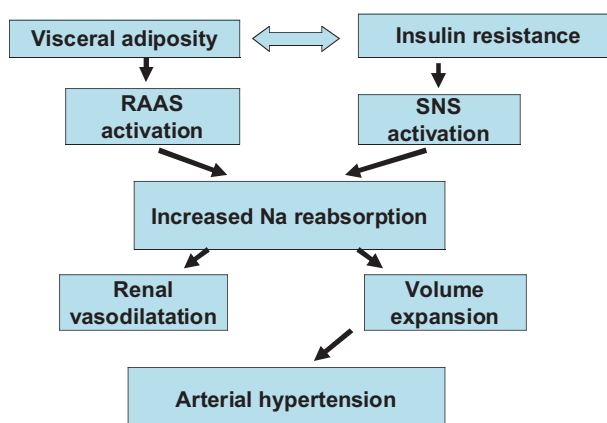 Visceral adiposity
Insulin resistance
RAAS
activation
SNS
activation
Increased Na reabsorption
Renal
vasodilatation
Volume
expansion
Arterial hypertension